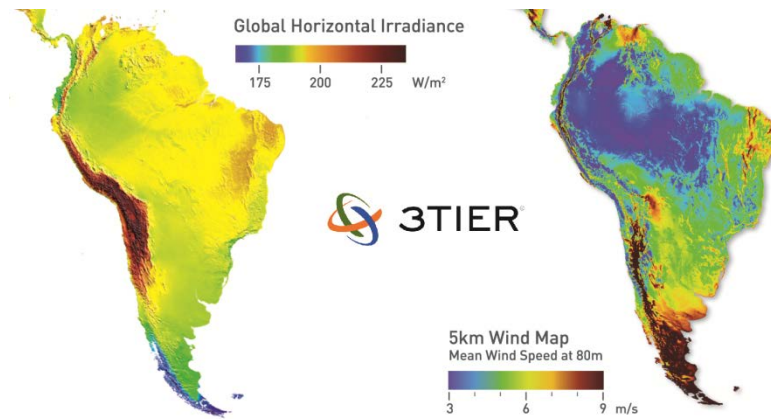 Global Horizontal Irradiance
175 200 225 W/m²
3TIER
5km Wind Map
Mean Wind Speed at 80m
3 6 9 m/s